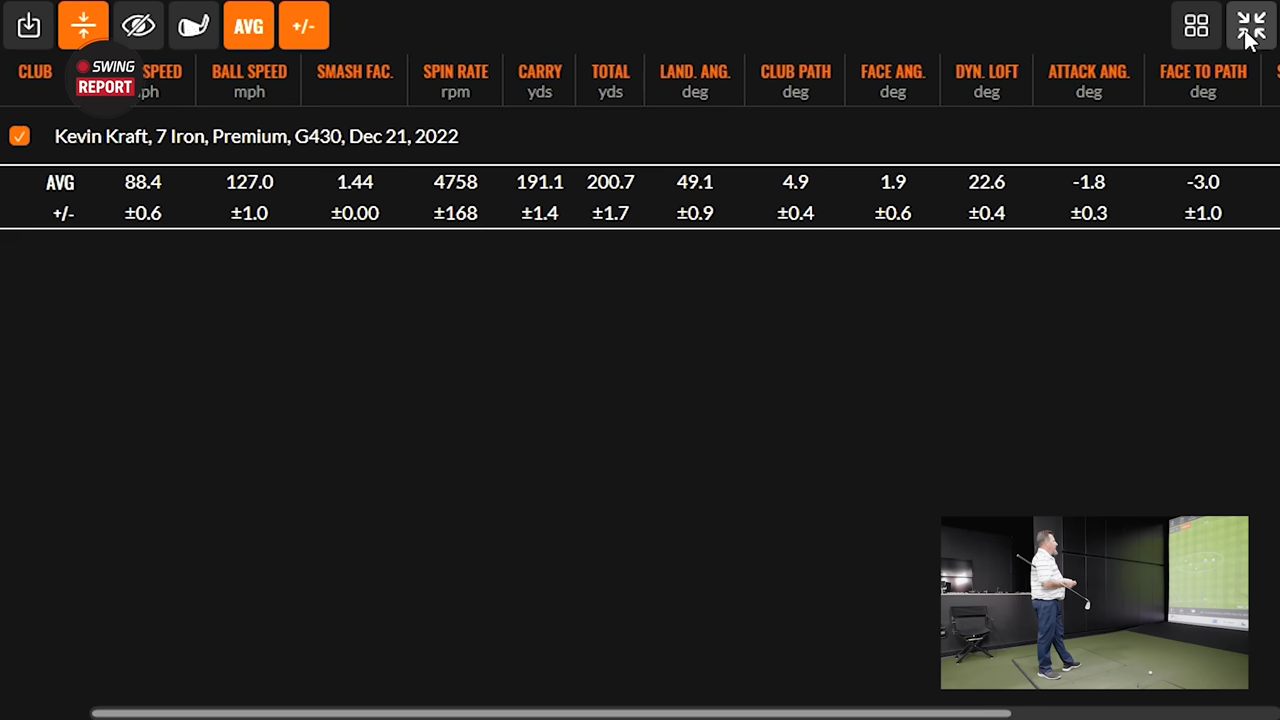 AVG +/-
CLUB SPEED BALL SPEED SMASH FAC. SPIN RATE CARRY TOTAL LAND. ANG. CLUB PATH FACE ANG. DYN. LOFT ATTACK ANG. FACE TO PATH
mph rpm yds yds deg deg deg deg deg deg
SWING
REPORT
Kevin Kraft, 7 Iron, Premium, G430, Dec 21, 2022
AVG 88.4 127.0 1.44 4758 191.1 200.7 49.1 4.9 1.9 22.6 -1.8 -3.0
+/- ±0.6 ±1.0 ±0.00 ±168 ±1.4 ±1.7 ±0.9 ±0.4 ±0.6 ±0.4 ±0.3 ±1.0